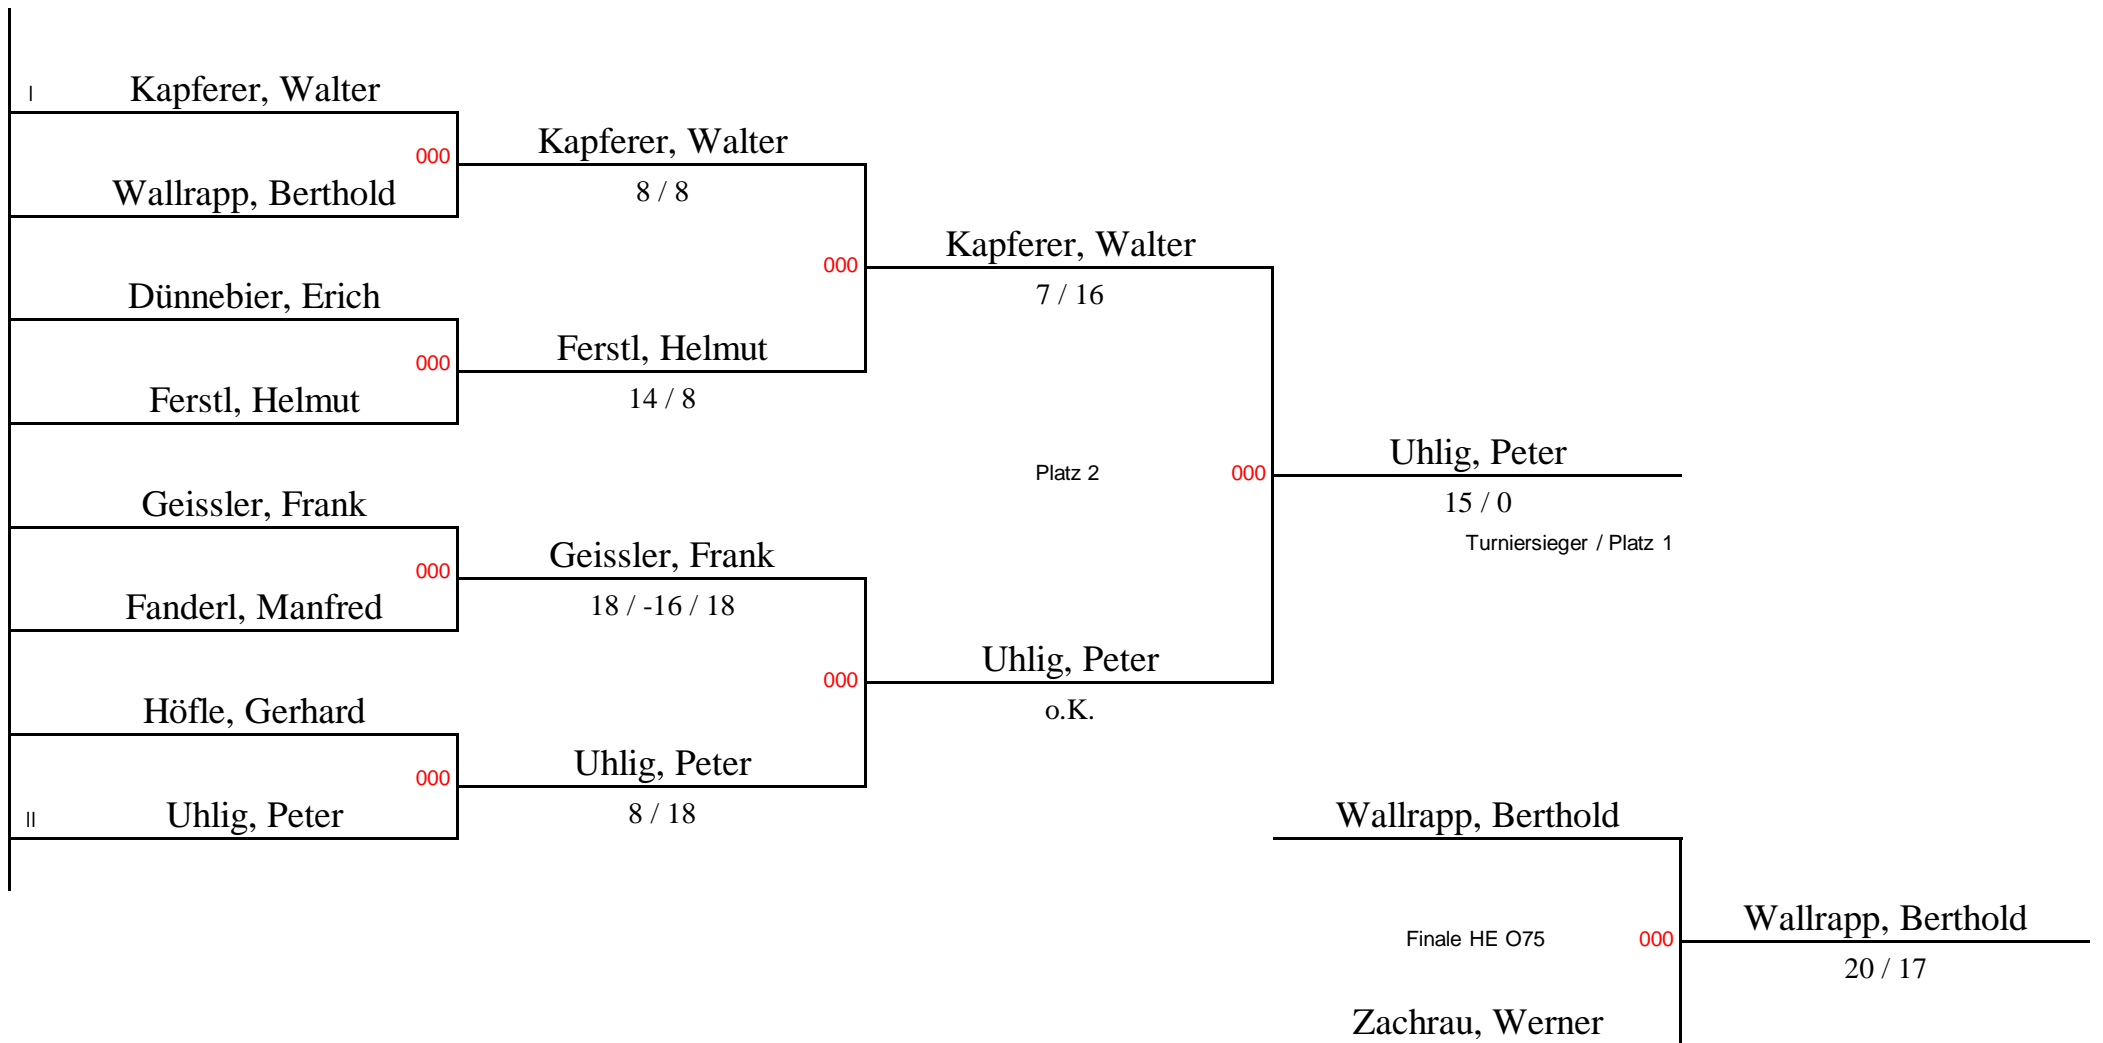 I
Kapferer, Walter
Kapferer, Walter
000
8 / 8
Wallrapp, Berthold
Kapferer, Walter
000
7 / 16
Dünnebier, Erich
Ferstl, Helmut
000
14 / 8
Ferstl, Helmut
Uhlig, Peter
Platz 2
000
15 / 0
Geissler, Frank
Turniersieger / Platz 1
Geissler, Frank
000
18 / -16 / 18
Fanderl, Manfred
Uhlig, Peter
000
o.K.
Höfle, Gerhard
Uhlig, Peter
000
8 / 18
II
Uhlig, Peter
Wallrapp, Berthold
Wallrapp, Berthold
Finale HE O75
000
20 / 17
Zachrau, Werner